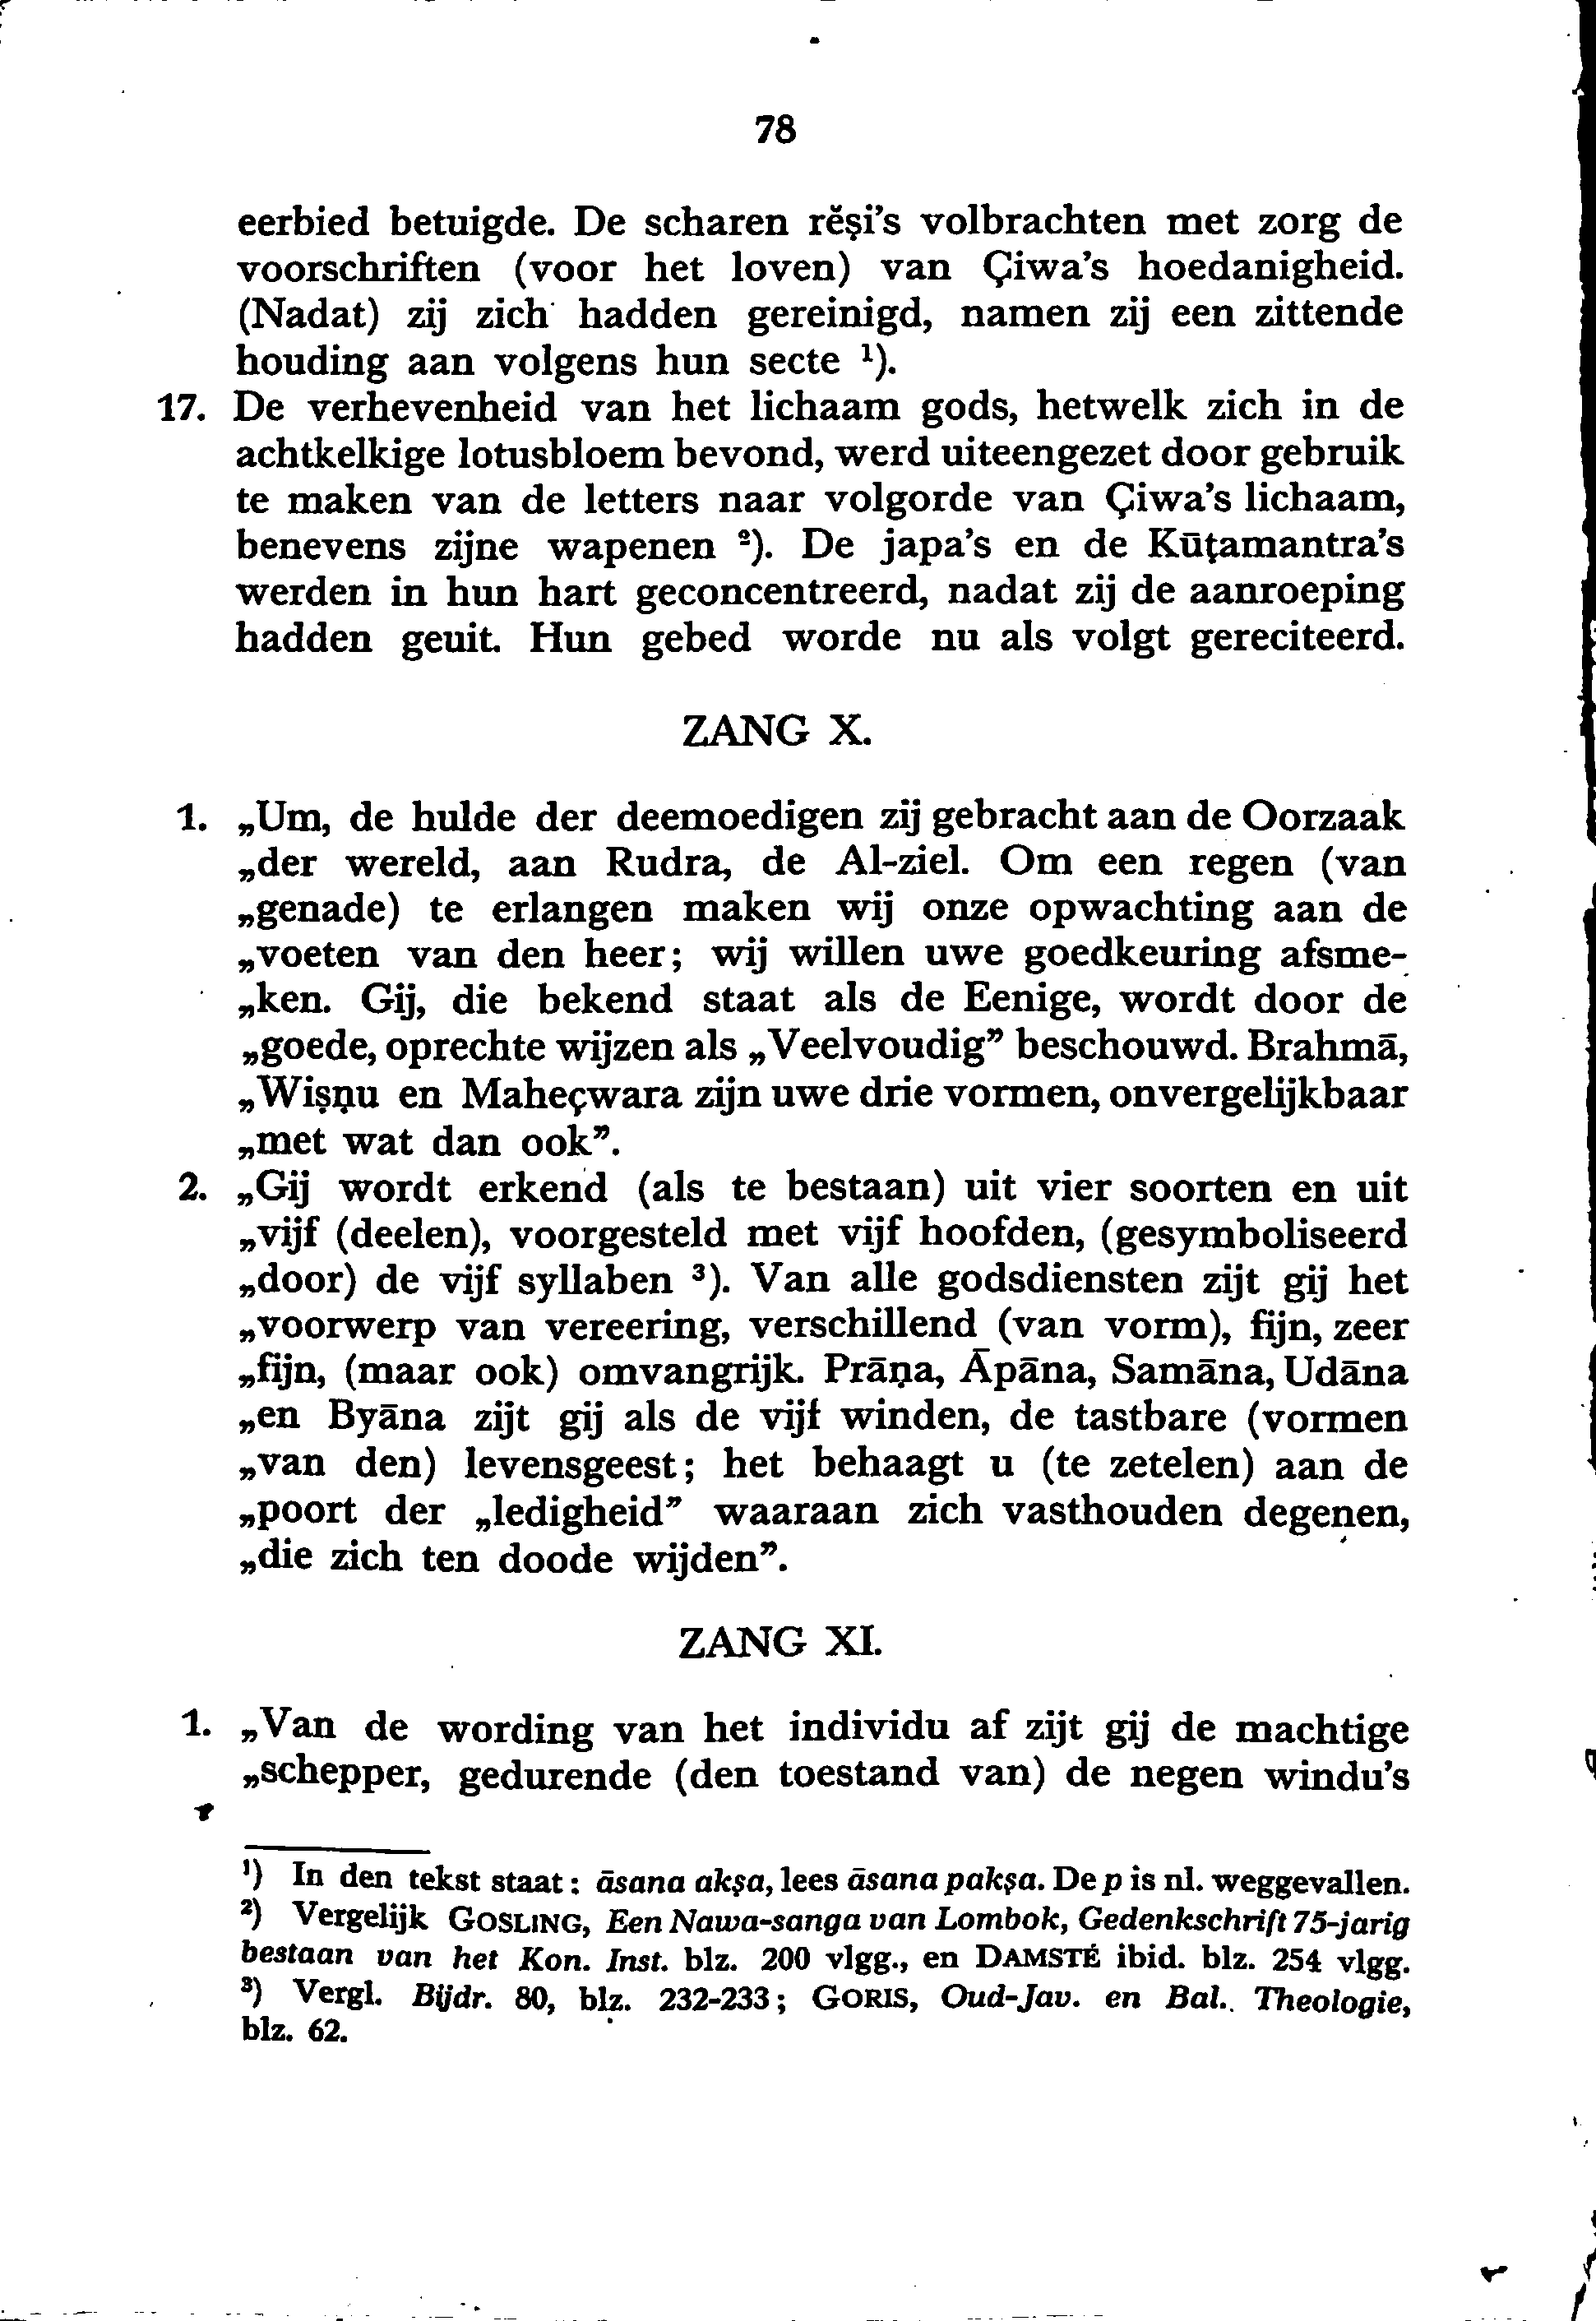 78
eerbied betuigde. De scharen rĕṣi's volbrachten met zorg de
voorschriften (voor het loven) van Çiwa's hoedanigheid.
(Nadat) zij zich hadden gereinigd, namen zij een zittende
houding aan volgens hun secte ¹).
17. De verhevenheid van het lichaam gods, hetwelk zich in de
achtkelkige lotusbloem bevond, werd uiteengezet door gebruik
te maken van de letters naar volgorde van Çiwa's lichaam,
benevens zijne wapenen ²). De japa's en de Kūṭamantra's
werden in hun hart geconcentreerd, nadat zij de aanroeping
hadden geuit. Hun gebed worde nu als volgt gereciteerd.
ZANG X.
1. „Um, de hulde der deemoedigen zij gebracht aan de Oorzaak
„der wereld, aan Rudra, de Al-ziel. Om een regen (van
„genade) te erlangen maken wij onze opwachting aan de
„voeten van den heer; wij willen uwe goedkeuring afsme-
„ken. Gij, die bekend staat als de Eenige, wordt door de
„goede, oprechte wijzen als „Veelvoudig” beschouwd. Brahmā,
„Wiṣṇu en Maheçwara zijn uwe drie vormen, onvergelijkbaar
„met wat dan ook”.
2. „Gij wordt erkend (als te bestaan) uit vier soorten en uit
„vijf (deelen), voorgesteld met vijf hoofden, (gesymboliseerd
„door) de vijf syllaben ³). Van alle godsdiensten zijt gij het
„voorwerp van vereering, verschillend (van vorm), fijn, zeer
„fijn, (maar ook) omvangrijk. Prāṇa, Āpāna, Samāna, Udāna
„en Byāna zijt gij als de vijf winden, de tastbare (vormen
„van den) levensgeest; het behaagt u (te zetelen) aan de
„poort der „ledigheid” waaraan zich vasthouden degenen,
„die zich ten doode wijden”.
ZANG XI.
1. „Van de wording van het individu af zijt gij de machtige
„schepper, gedurende (den toestand van) de negen windu's
¹) In den tekst staat: āsana akṣa, lees āsana pakṣa. De p is nl. weggevallen.
²) Vergelijk GOSLING, Een Nawa-sanga van Lombok, Gedenkschrift 75-jarig
bestaan van het Kon. Inst. blz. 200 vlgg., en DAMSTÉ ibid. blz. 254 vlgg.
³) Vergl. Bijdr. 80, blz. 232-233; GORIS, Oud-Jav. en Bal. Theologie,
blz. 62.